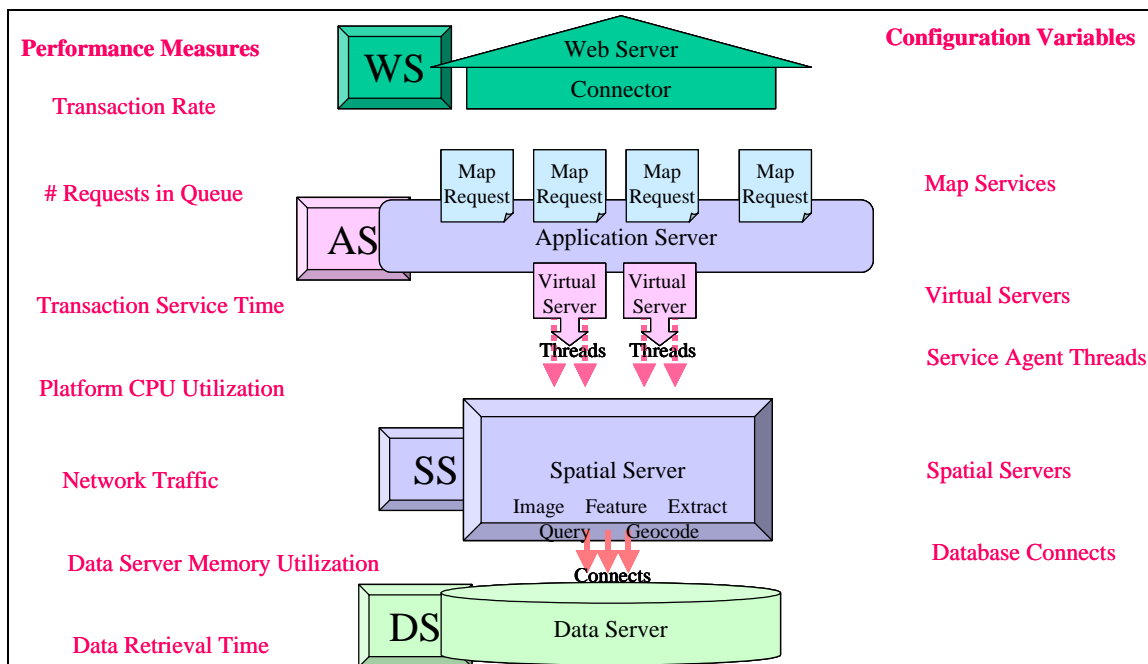 Performance Measures
Configuration Variables
WS
Web Server
Connector
Transaction Rate
Map
Request
Map
Request
Map
Request
Map
Request
# Requests in Queue
Map Services
AS
Application Server
Virtual
Server
Virtual
Server
Transaction Service Time
Virtual Servers
Threads
Threads
Service Agent Threads
Platform CPU Utilization
SS
Spatial Server
Network Traffic
Spatial Servers
Image Feature Extract
Query Geocode
Data Server Memory Utilization
Connects
Database Connects
DS
Data Server
Data Retrieval Time